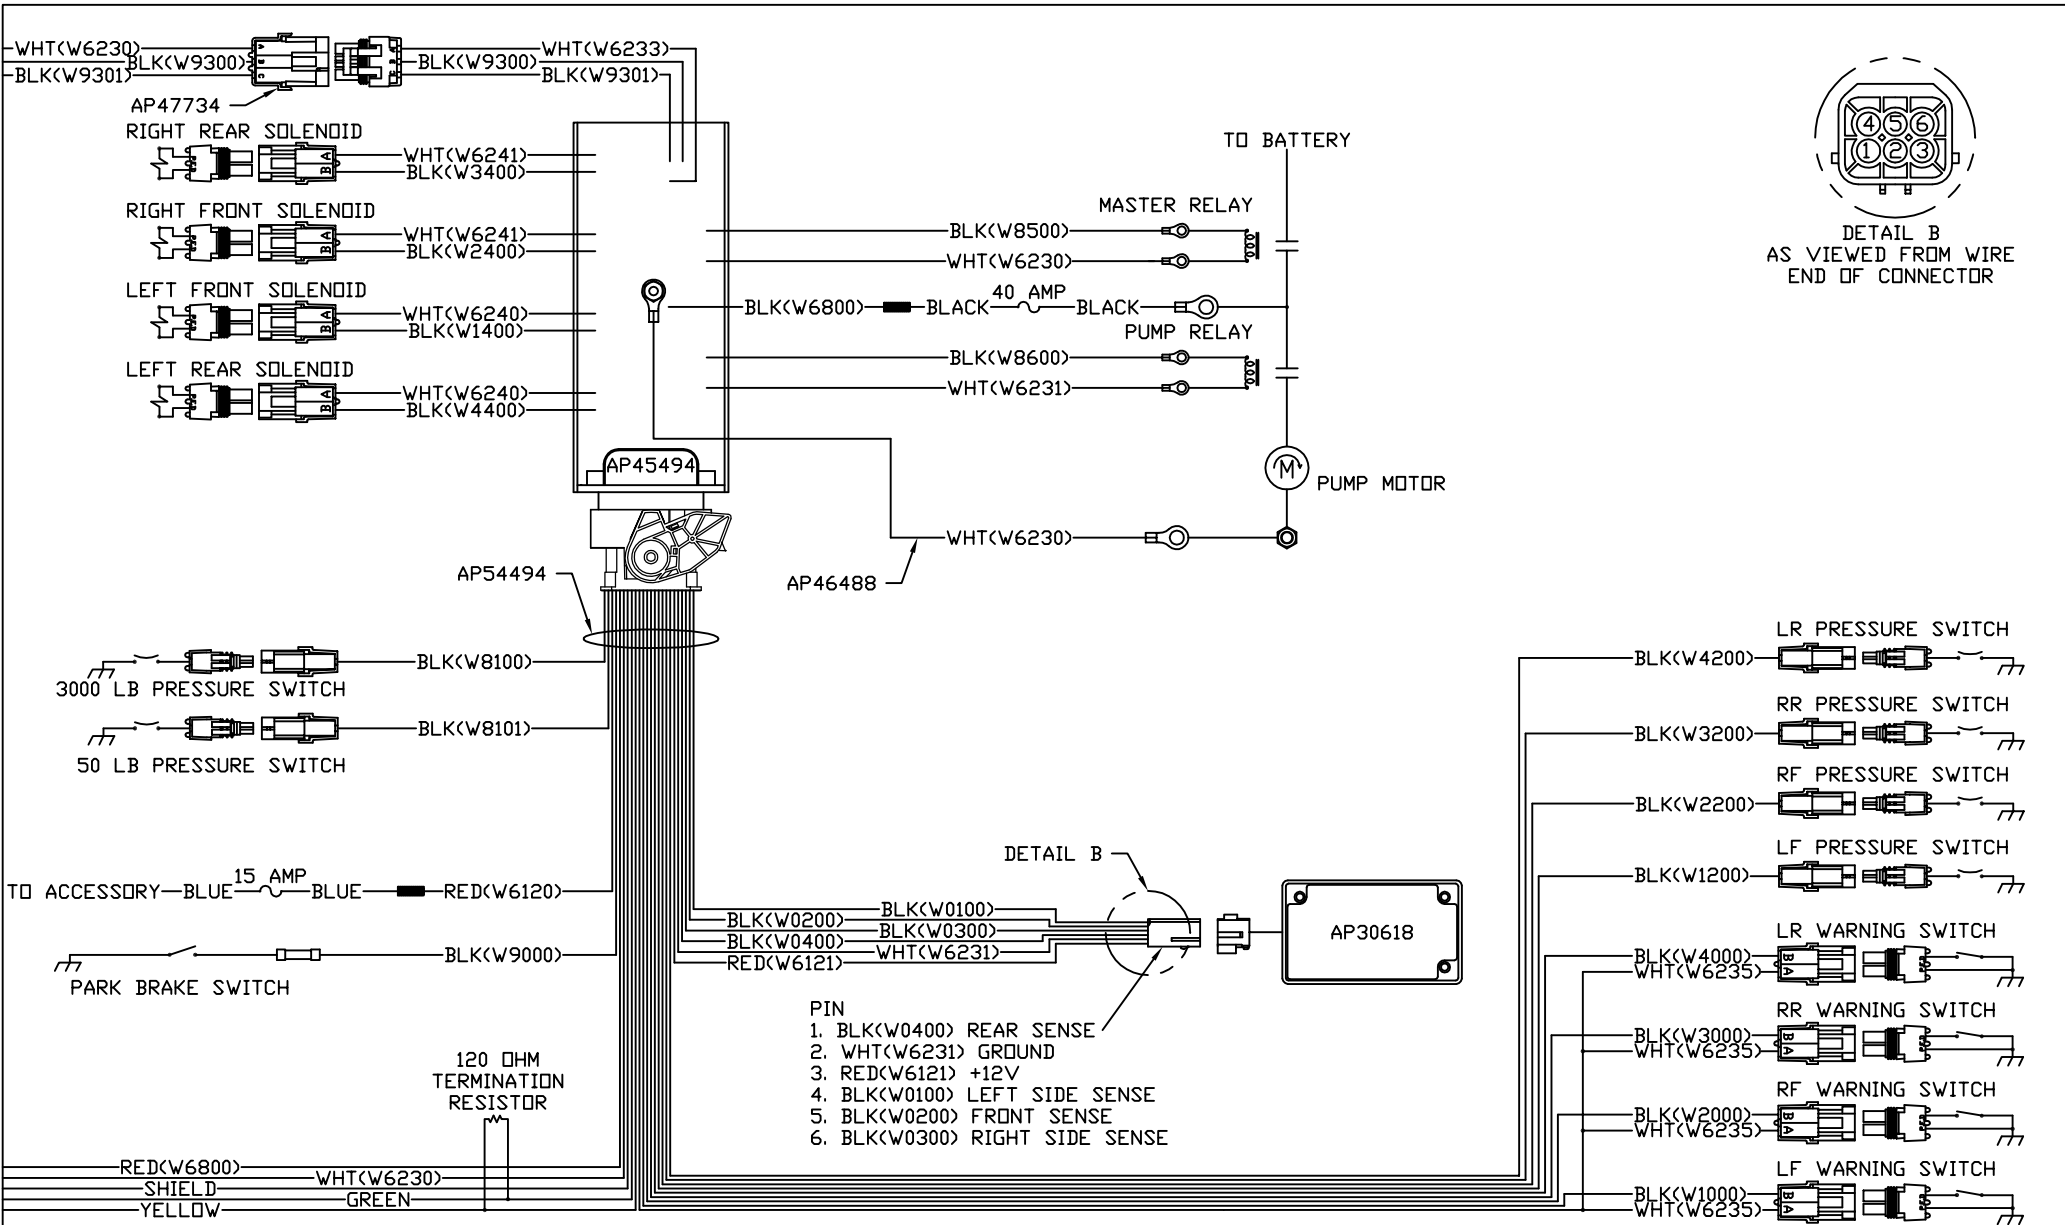 WHT(W6230)
BLK(W9300)
BLK(W9301)
A
B
C
WHT(W6233)
BLK(W9300)
BLK(W9301)
AP47734
RIGHT REAR SOLENOID
A
B
WHT(W6241)
BLK(W3400)
RIGHT FRONT SOLENOID
A
B
WHT(W6241)
BLK(W2400)
LEFT FRONT SOLENOID
A
B
WHT(W6240)
BLK(W1400)
LEFT REAR SOLENOID
A
B
WHT(W6240)
BLK(W4400)
AP45494
TO BATTERY
MASTER RELAY
BLK(W8500)
WHT(W6230)
BLK(W6800)
BLACK
40 AMP
BLACK
PUMP RELAY
BLK(W8600)
WHT(W6231)
M
PUMP MOTOR
WHT(W6230)
AP46488
4 5 6
1 2 3
DETAIL B
AS VIEWED FROM WIRE
END OF CONNECTOR
AP54494
BLK(W8100)
3000 LB PRESSURE SWITCH
BLK(W8101)
50 LB PRESSURE SWITCH
TO ACCESSORY
BLUE
15 AMP
BLUE
RED(W6120)
BLK(W9000)
PARK BRAKE SWITCH
120 OHM
TERMINATION
RESISTOR
RED(W6800)
WHT(W6230)
SHIELD
GREEN
YELLOW
DETAIL B
BLK(W0100)
BLK(W0200)
BLK(W0300)
BLK(W0400)
WHT(W6231)
RED(W6121)
AP30618
PIN
1. BLK(W0400) REAR SENSE
2. WHT(W6231) GROUND
3. RED(W6121) +12V
4. BLK(W0100) LEFT SIDE SENSE
5. BLK(W0200) FRONT SENSE
6. BLK(W0300) RIGHT SIDE SENSE
LR PRESSURE SWITCH
BLK(W4200)
RR PRESSURE SWITCH
BLK(W3200)
RF PRESSURE SWITCH
BLK(W2200)
LF PRESSURE SWITCH
BLK(W1200)
LR WARNING SWITCH
BLK(W4000)
WHT(W6235)
B
A
RR WARNING SWITCH
BLK(W3000)
WHT(W6235)
B
A
RF WARNING SWITCH
BLK(W2000)
WHT(W6235)
B
A
LF WARNING SWITCH
BLK(W1000)
WHT(W6235)
B
A